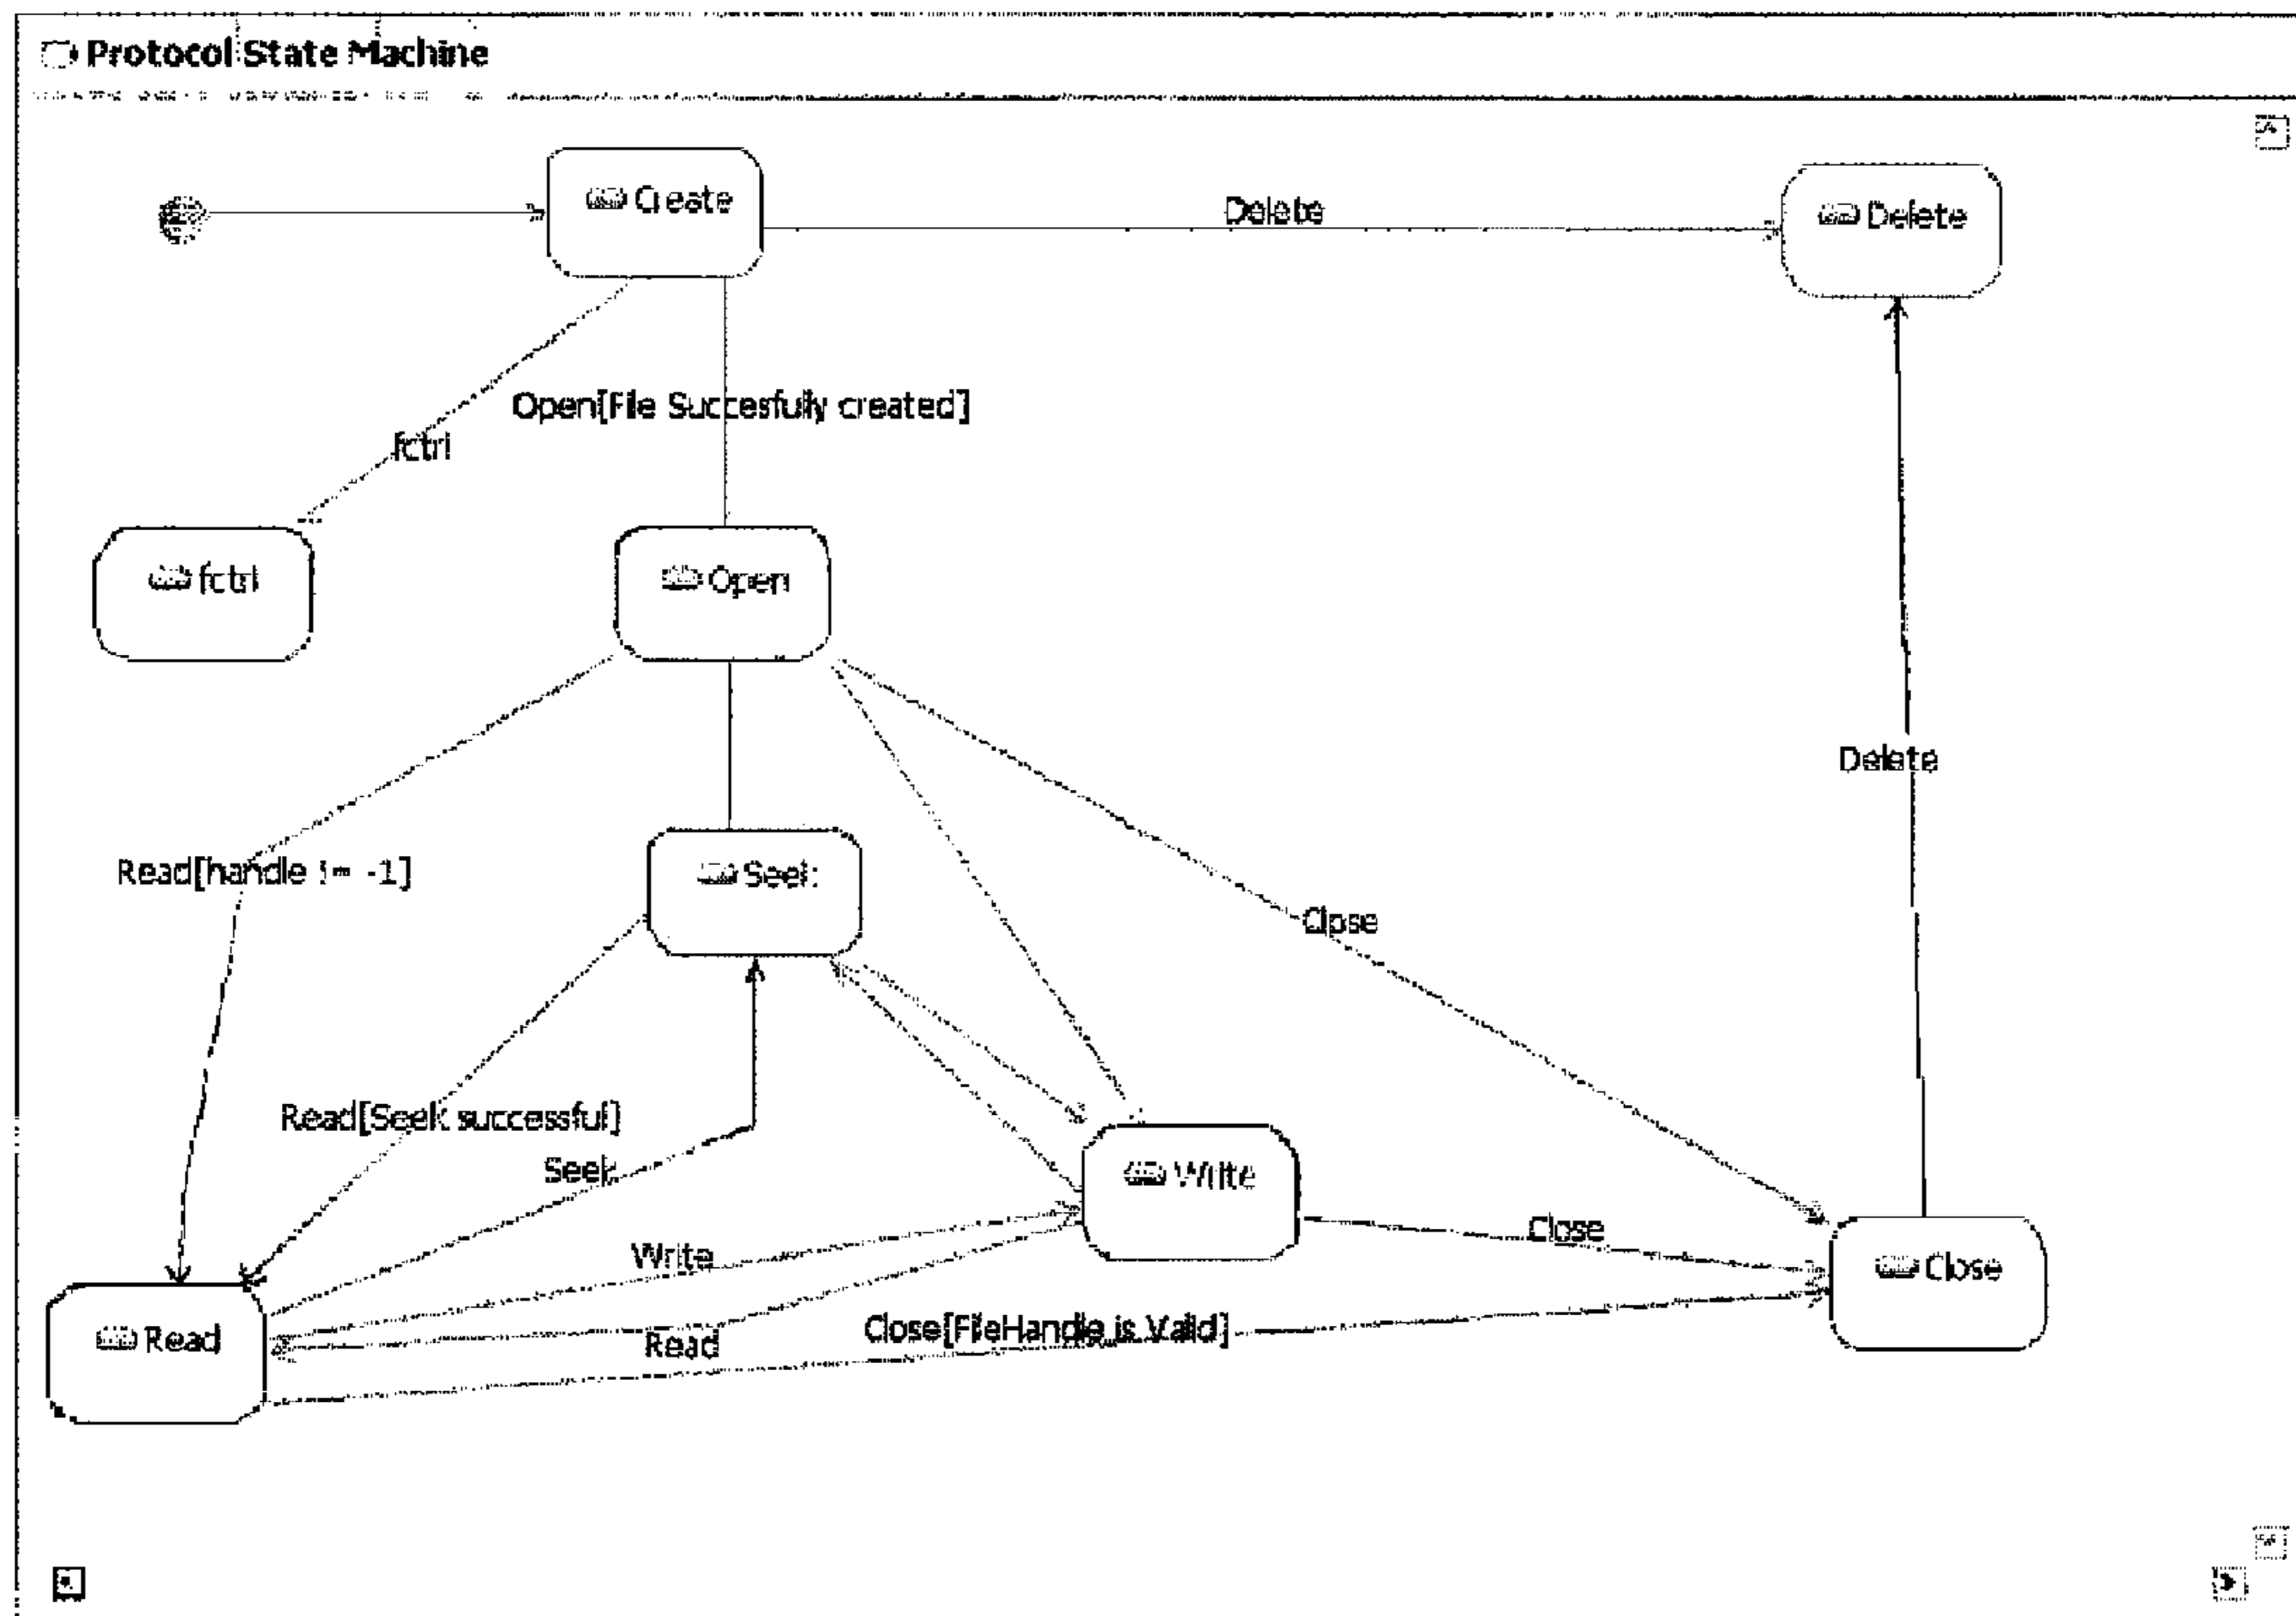 Protocol State Machine
Create
Delete
Delete
Open[File Succesfully created]
fctrl
fctrl
Open
Delete
Read[handle != -1]
Seek
Close
Read[Seek successful]
Seek
Write
Close
Write
Close
Read
Read
Close[FileHandle is Valid]